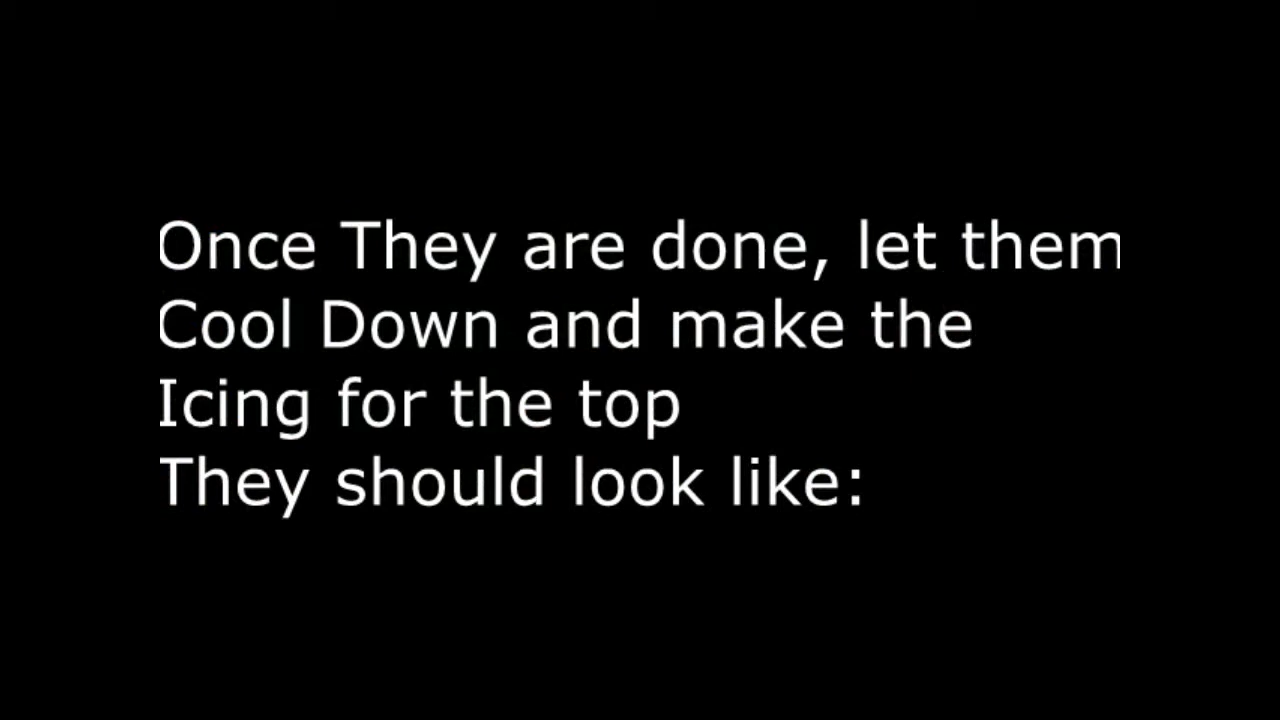 Once They are done, let them
Cool Down and make the
Icing for the top
They should look like: